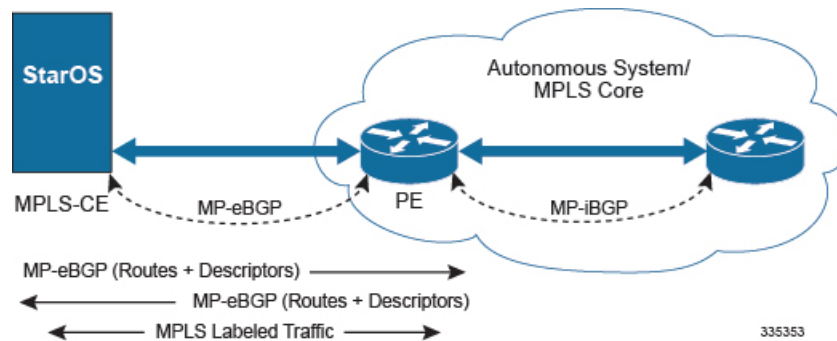 StarOS
Autonomous System/
MPLS Core
MPLS-CE
MP-eBGP
PE
MP-iBGP
MP-eBGP (Routes + Descriptors)
MP-eBGP (Routes + Descriptors)
MPLS Labeled Traffic
335353